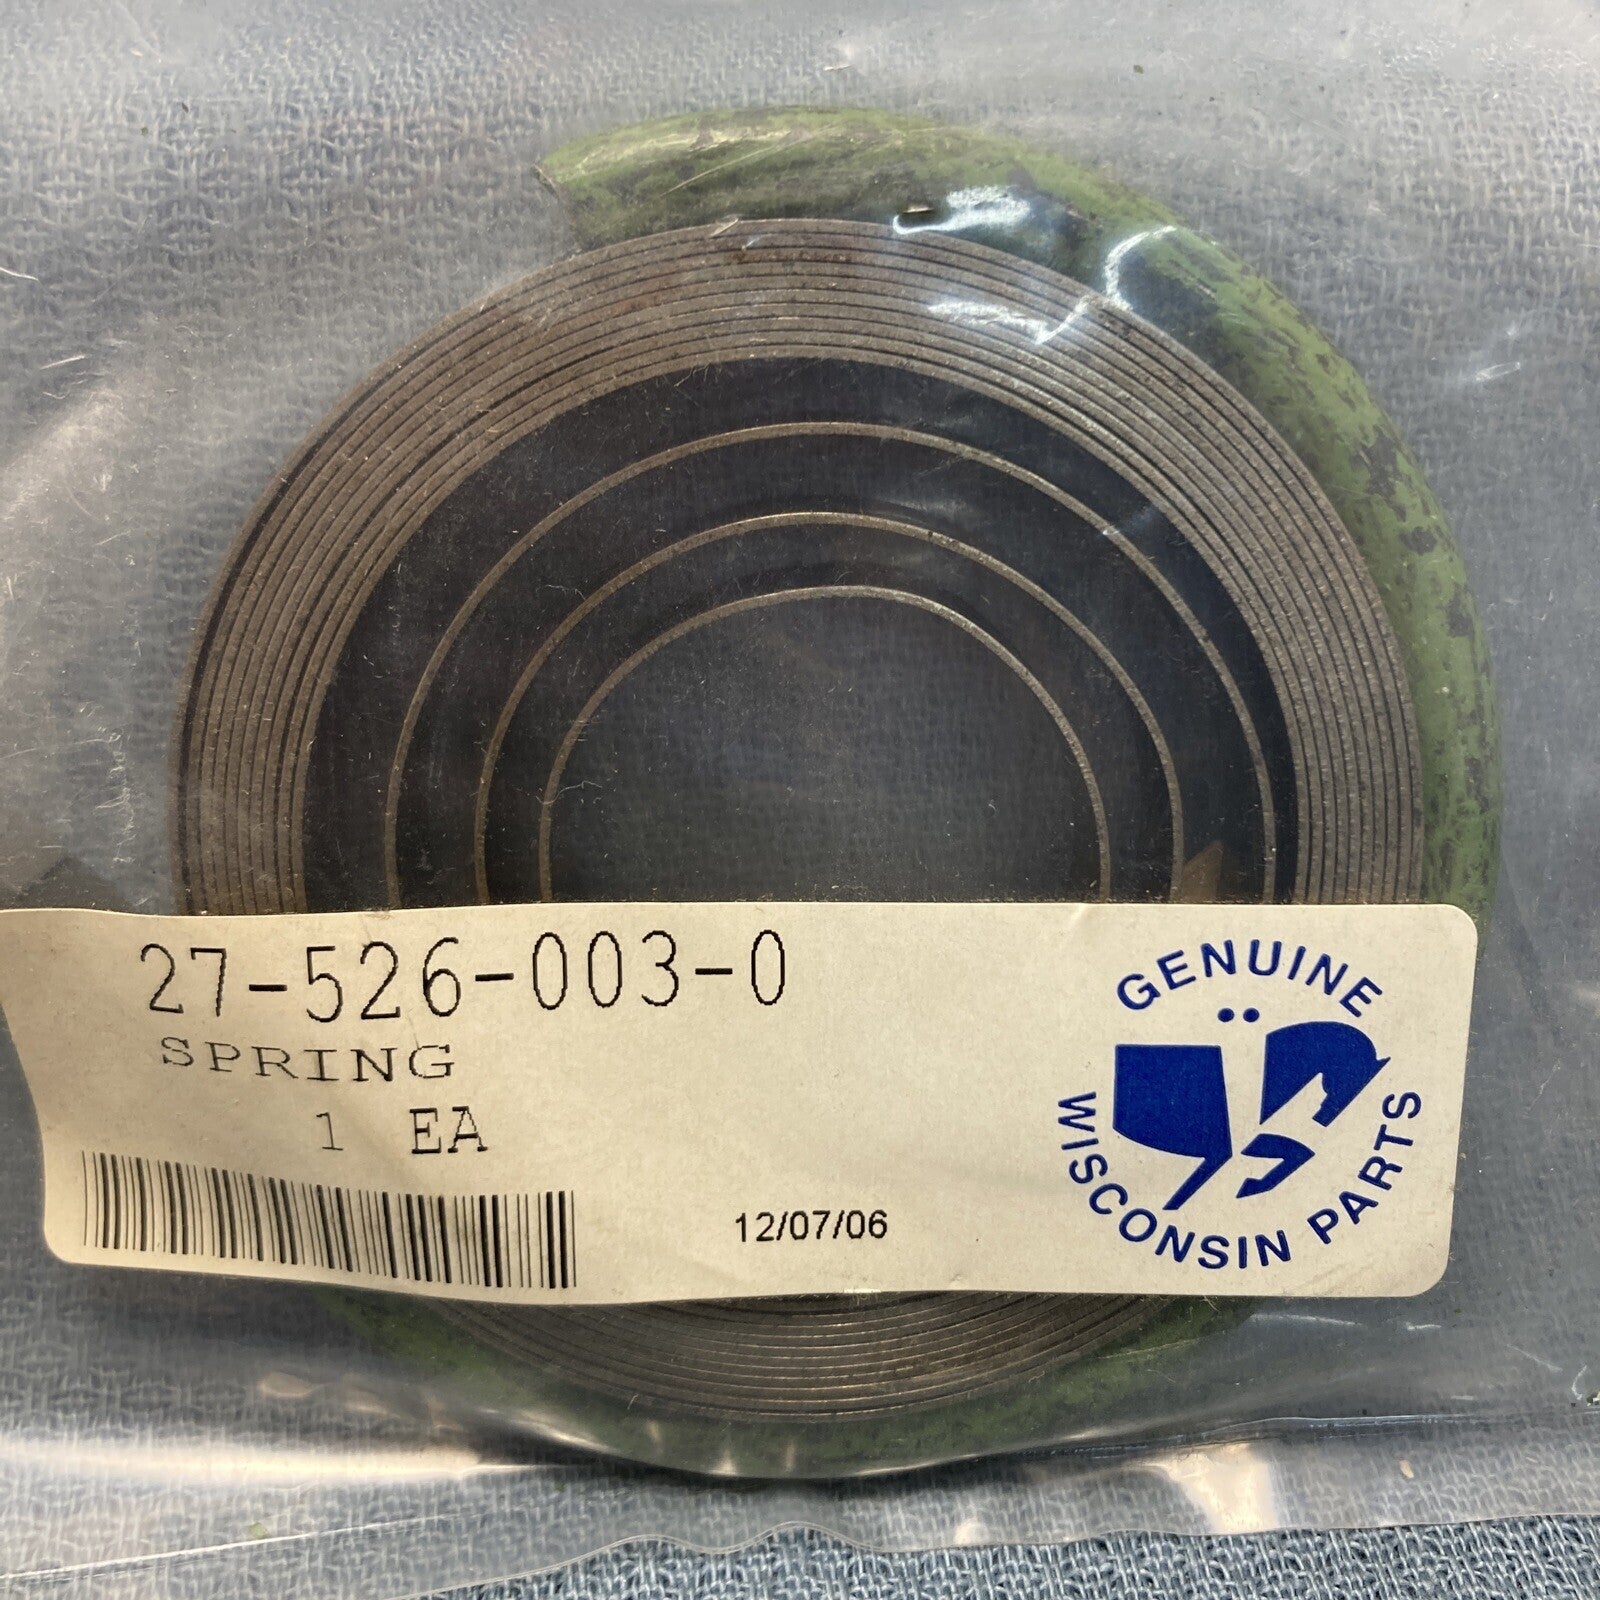 27-526-003-0
SPRING
1 EA
12/07/06
GENUINE
WISCONSIN PARTS